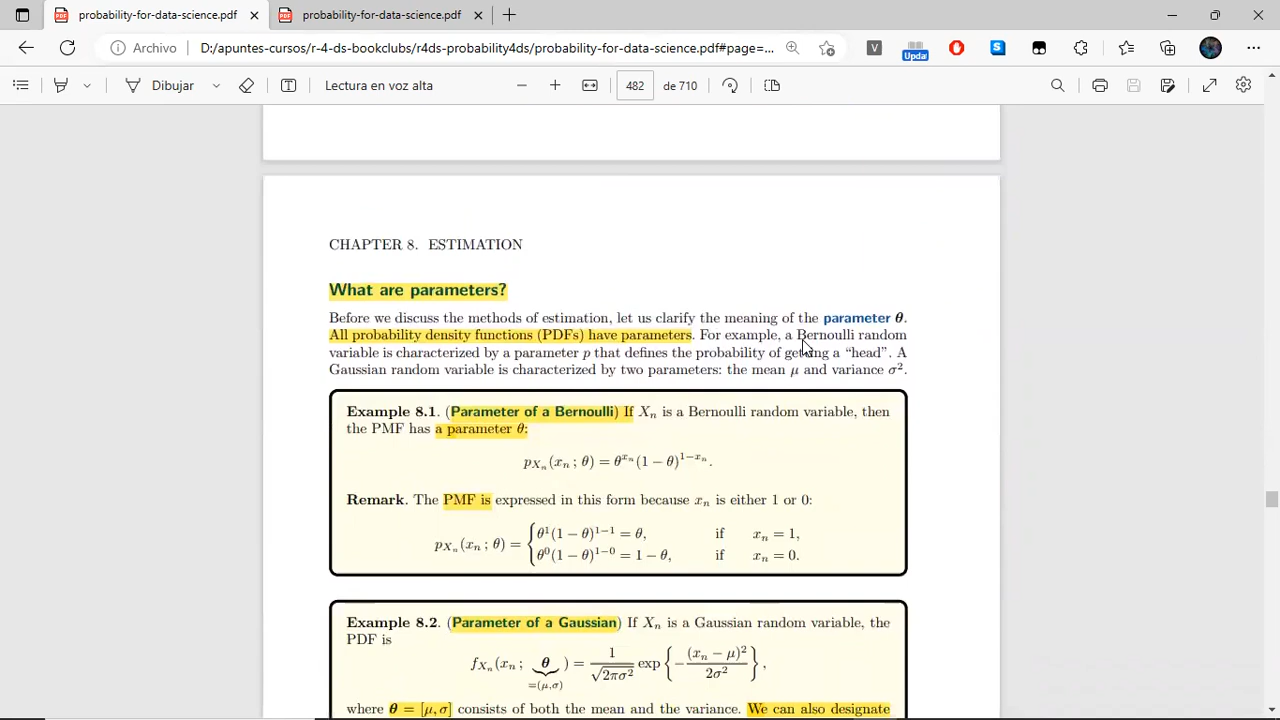 probability-for-data-science.pdf
probability-for-data-science.pdf
Archivo
D:/apuntes-cursos/r-4-ds-bookclubs/r4ds-probability4ds/probability-for-data-science.pdf#page=...
Upda
Dibujar
Lectura en voz alta
482 de 710
CHAPTER 8. ESTIMATION
What are parameters?
Before we discuss the methods of estimation, let us clarify the meaning of the parameter θ.
All probability density functions (PDFs) have parameters. For example, a Bernoulli random
variable is characterized by a parameter p that defines the probability of getting a “head”. A
Gaussian random variable is characterized by two parameters: the mean μ and variance σ².
Example 8.1. (Parameter of a Bernoulli) If Xₙ is a Bernoulli random variable, then
the PMF has a parameter θ:
p_{Xₙ}(xₙ ; θ) = θ^{xₙ}(1 − θ)^{1−xₙ}.
Remark. The PMF is expressed in this form because xₙ is either 1 or 0:
p_{Xₙ}(xₙ ; θ) = { θ¹(1 − θ)^{1−1} = θ, if xₙ = 1,
θ⁰(1 − θ)^{1−0} = 1 − θ, if xₙ = 0.
Example 8.2. (Parameter of a Gaussian) If Xₙ is a Gaussian random variable, the
PDF is
f_{Xₙ}(xₙ ; θ) = 1/√(2πσ²) exp{ −(xₙ − μ)²/2σ² },
=(μ,σ)
where θ = [μ, σ] consists of both the mean and the variance. We can also designate